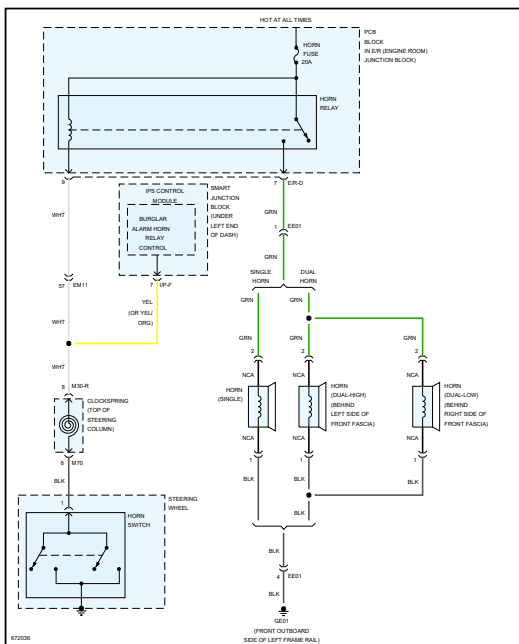 HOT AT ALL TIMES
PCB
BLOCK
IN E/R (ENGINE ROOM)
JUNCTION BLOCK)
HORN
FUSE
20A
HORN
RELAY
9
7
E/R-D
IPS CONTROL
MODULE
BURGLAR
ALARM HORN
RELAY
CONTROL
SMART
JUNCTION
BLOCK
(UNDER
LEFT END
OF DASH)
WHT
GRN
1
EE01
GRN
57
EM11
7
I/P-F
SINGLE
HORN
DUAL
HORN
YEL
(OR YEL/
ORG)
GRN
GRN
GRN
WHT
GRN
GRN
GRN
2
2
2
WHT
NCA
NCA
NCA
8
M30-R
CLOCKSPRING
(TOP OF
STEERING
COLUMN)
HORN
(SINGLE)
HORN
(DUAL-HIGH)
(BEHIND
LEFT SIDE OF
FRONT FASCIA)
HORN
(DUAL-LOW)
(BEHIND
RIGHT SIDE OF
FRONT FASCIA)
NCA
NCA
NCA
8
M70
1
1
1
BLK
BLK
BLK
BLK
STEERING
WHEEL
1
HORN
SWITCH
BLK
BLK
BLK
4
EE01
BLK
GE01
(FRONT OUTBOARD
SIDE OF LEFT FRAME RAIL)
672036